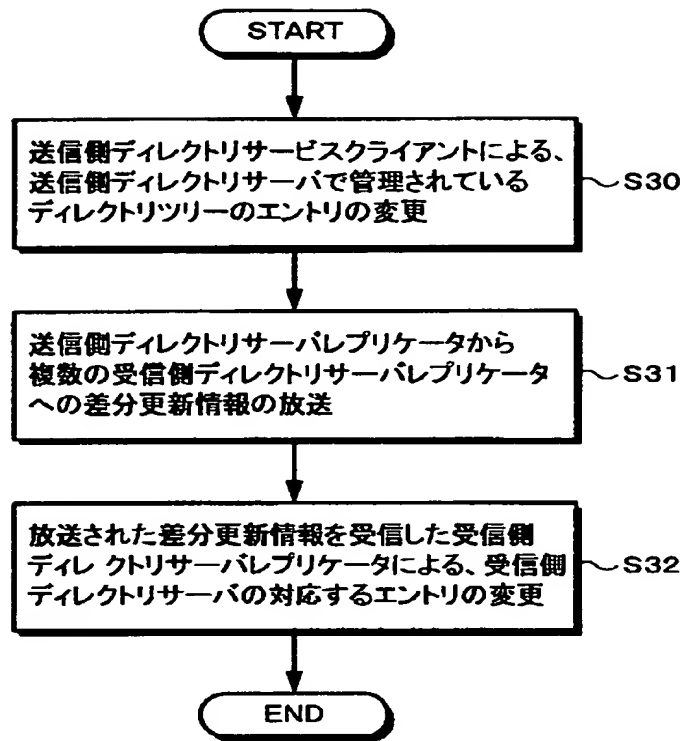 START
送信側ディレクトリサービスクライアントによる、
送信側ディレクトリサーバで管理されている
ディレクトリツリーのエントリの変更
S30
送信側ディレクトリサーバレプリケータから
複数の受信側ディレクトリサーバレプリケータ
への差分更新情報の放送
S31
放送された差分更新情報を受信した受信側
ディレ クトリサーバレプリケータによる、受信側
ディレクトリサーバの対応するエントリの変更
S32
END